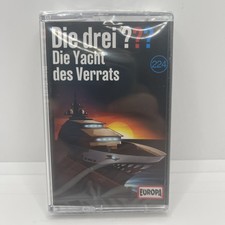 Die drei ???
Die Yacht
des Verrats
224
EUROPA